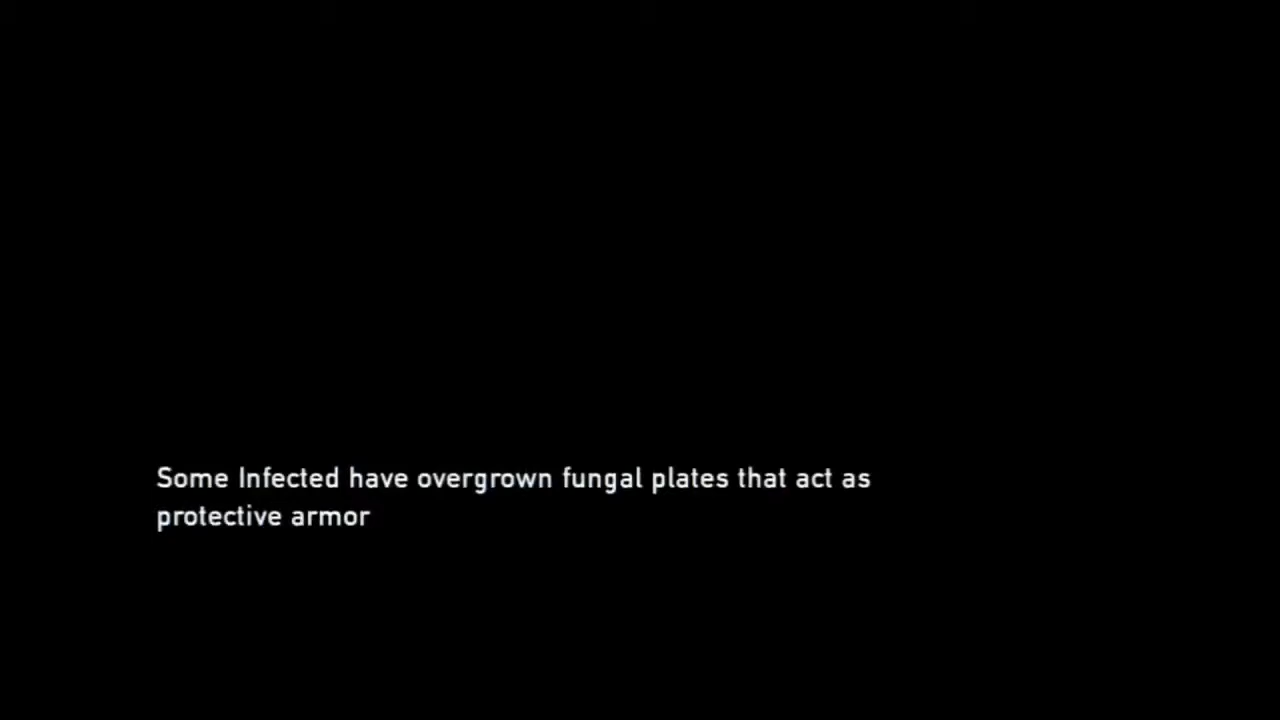 Some Infected have overgrown fungal plates that act as
protective armor